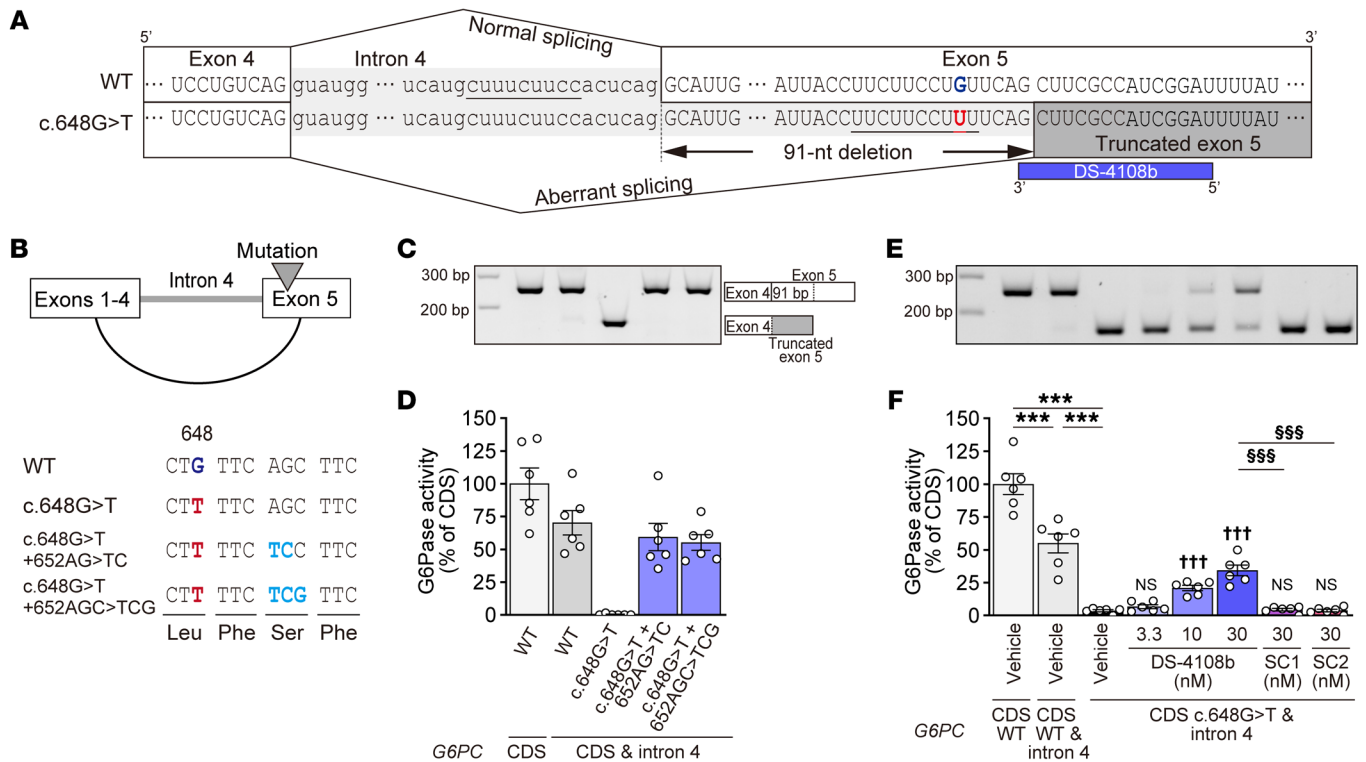 A
5’
3’
Normal splicing
Exon 4
Intron 4
Exon 5
WT
··· UCCUGUCAG guaugg ··· ucaugcuuucuuccacucag GCAUUG ··· AUUACCUUCUUCCUGUUCAG CUUCGCCAUCGGAUUUUAU ···
c.648G>T
··· UCCUGUCAG guaugg ··· ucaugcuuucuuccacucag GCAUUG ··· AUUACCUUCUUCCUUUUCAG CUUCGCCAUCGGAUUUUAU ···
91-nt deletion
Truncated exon 5
Aberrant splicing
DS-4108b
3’
5’
B
Mutation
Intron 4
Exons 1-4
Exon 5
648
WT
CTG TTC AGC TTC
c.648G>T
CTT TTC AGC TTC
c.648G>T
+652AG>TC
CTT TTC TCC TTC
c.648G>T
+652AGC>TCG
CTT TTC TCG TTC
Leu Phe Ser Phe
C
300 bp
200 bp
Exon 5
Exon 4 91 bp
Exon 4
Truncated
exon 5
D
G6Pase activity
(% of CDS)
150
125
100
75
50
25
0
WT
WT
c.648G>T
c.648G>T +
652AG>TC
c.648G>T +
652AGC>TCG
G6PC
CDS
CDS & intron 4
E
300 bp
200 bp
F
G6Pase activity
(% of CDS)
150
125
100
75
50
25
0
***
*** ***
§§§
§§§
NS
†††
†††
NS
NS
Vehicle
Vehicle
Vehicle
3.3 10 30 30 30
DS-4108b
(nM)
SC1
(nM)
SC2
(nM)
G6PC
CDS
WT
CDS
WT &
intron 4
CDS c.648G>T &
intron 4